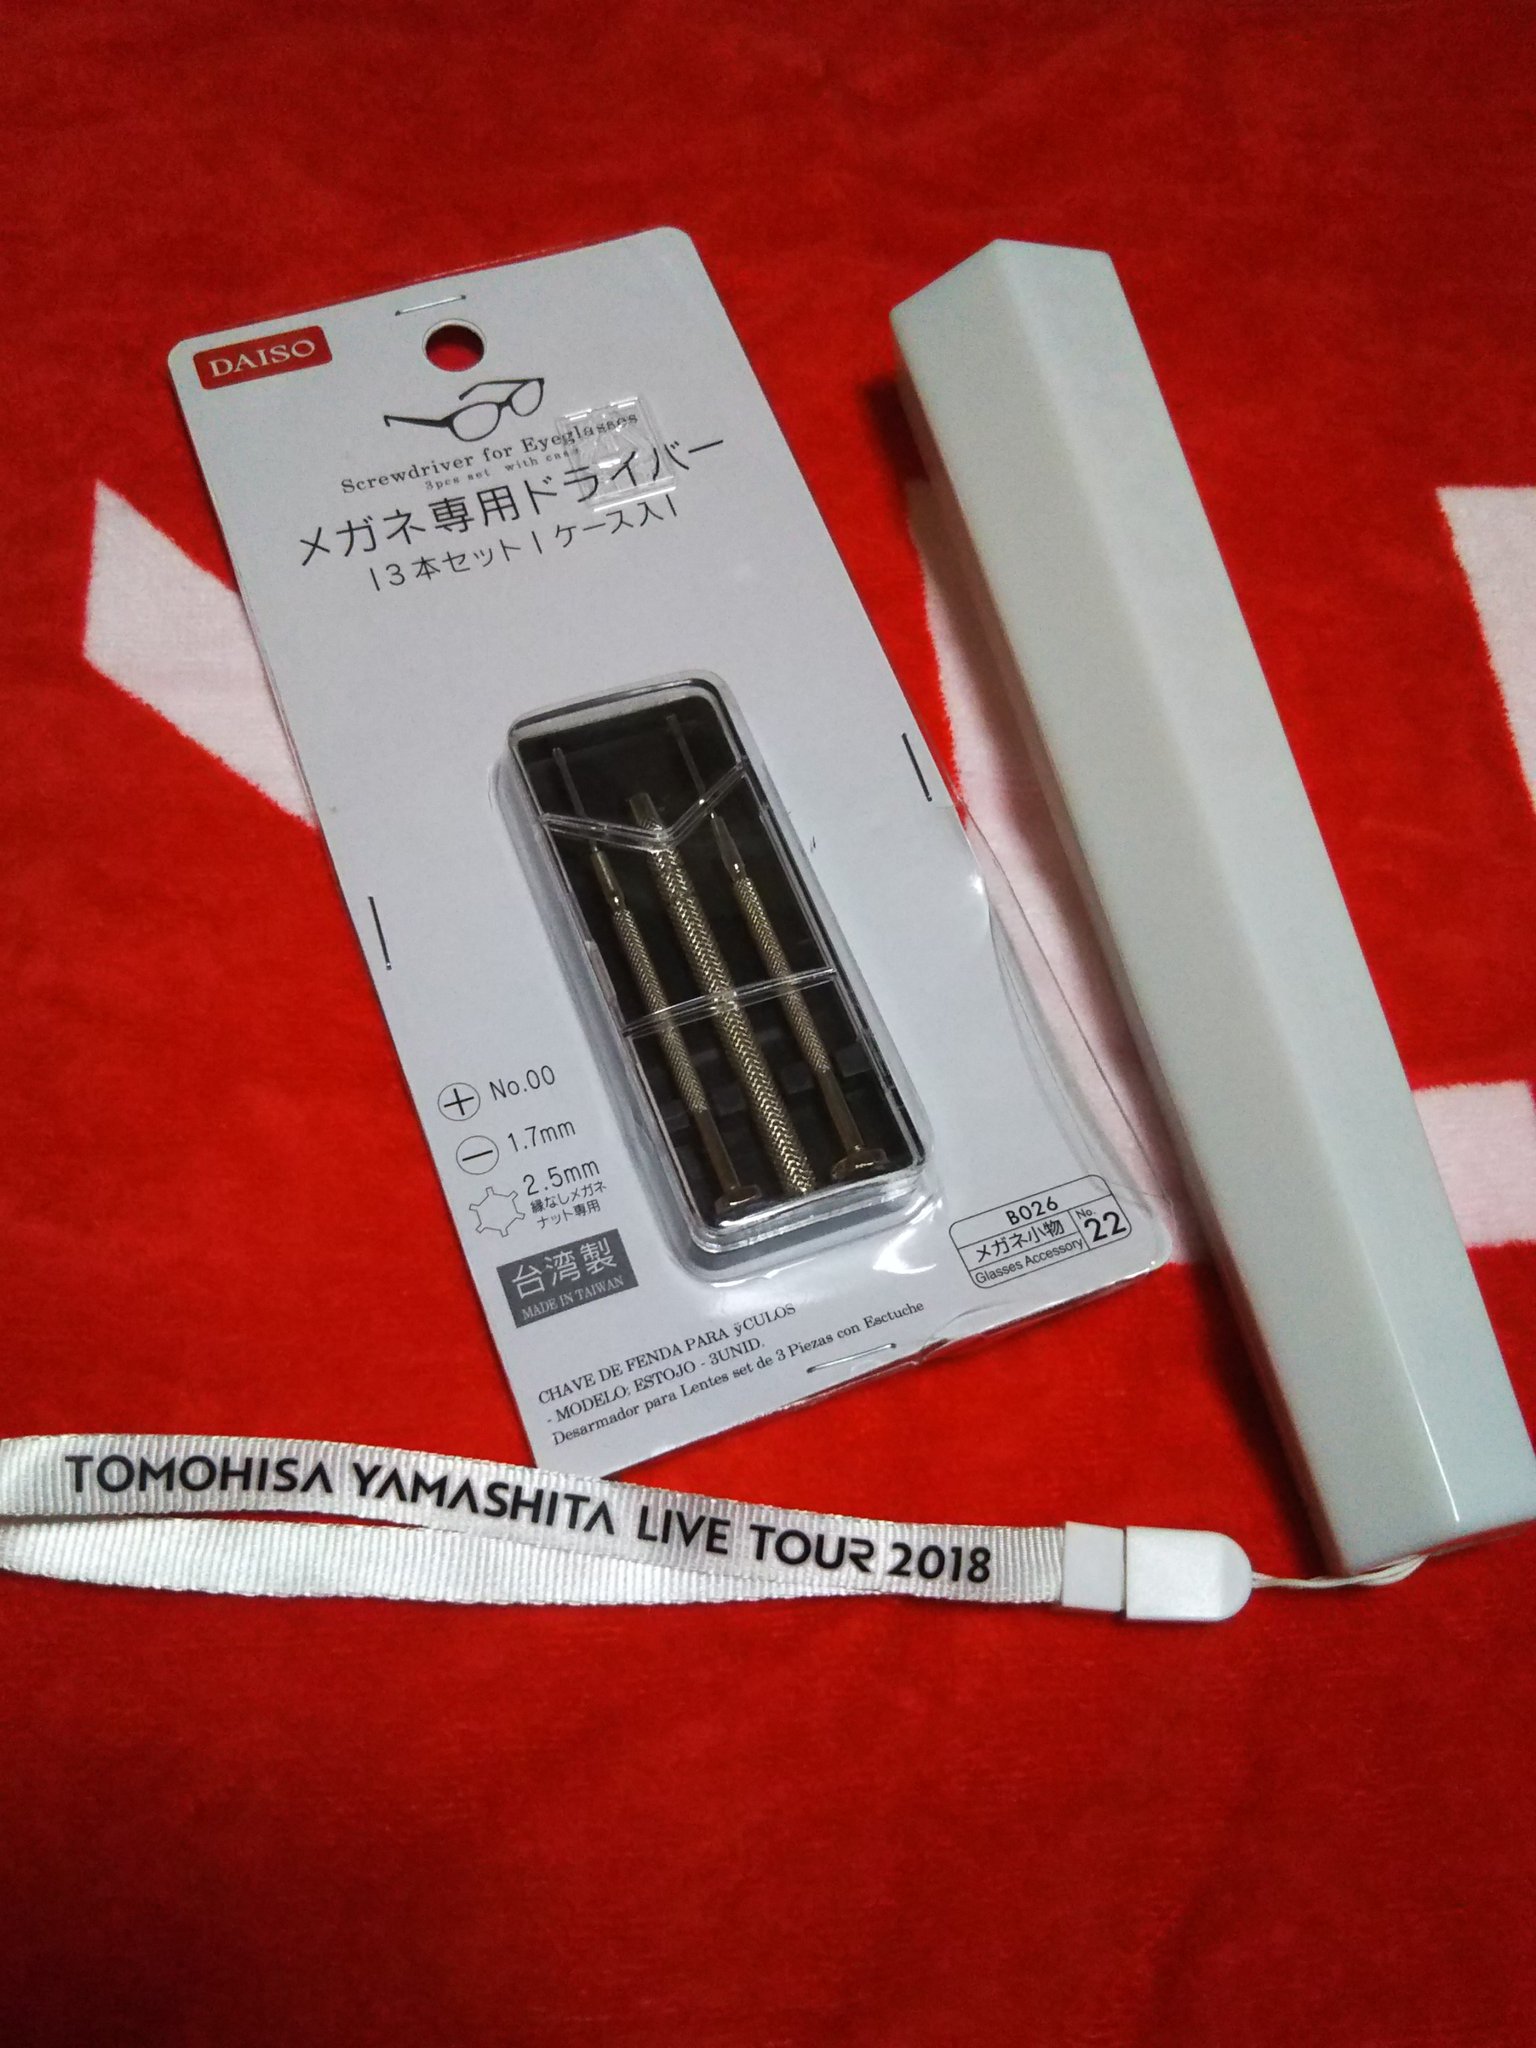 DAISO
Screwdriver for Eyeglasses
3pcs set with case
メガネ専用ドライバー
|3本セット|ケース入|
No.00
1.7mm
2.5mm
縁なしメガネ
ナット専用
台湾製
MADE IN TAIWAN
B026
メガネ小物
Glasses Accessory
No.
22
CHAVE DE FENDA PARA ÿCULOS
- MODELO: ESTOJO - 3UNID.
Desarmador para Lentes set de 3 Piezas con Esctuche
TOMOHISA YAMASHITA LIVE TOUR 2018